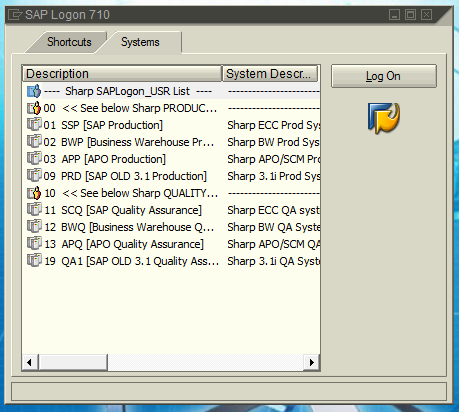 SAP Logon 710
Shortcuts Systems
Description System Descr...
---- Sharp SAPLogon_USR List ---- --------------------
00 << See below Sharp PRODUC... --------------------
01 SSP [SAP Production] Sharp ECC Prod Sys
02 BWP [Business Warehouse Pr... Sharp BW Prod Sys
03 APP [APO Production] Sharp APO/SCM Pro
09 PRD [SAP OLD 3.1 Production] Sharp 3.1i Prod Sys
10 << See below Sharp QUALITY... --------------------
11 SCQ [SAP Quality Assurance] Sharp ECC QA syste
12 BWQ [Business Warehouse Q... Sharp BW QA Syste
13 APQ [APO Quality Assurance] Sharp APO/SCM QA
19 QA1 [SAP OLD 3.1 Quality Ass... Sharp 3.1i QA Syste
Log On